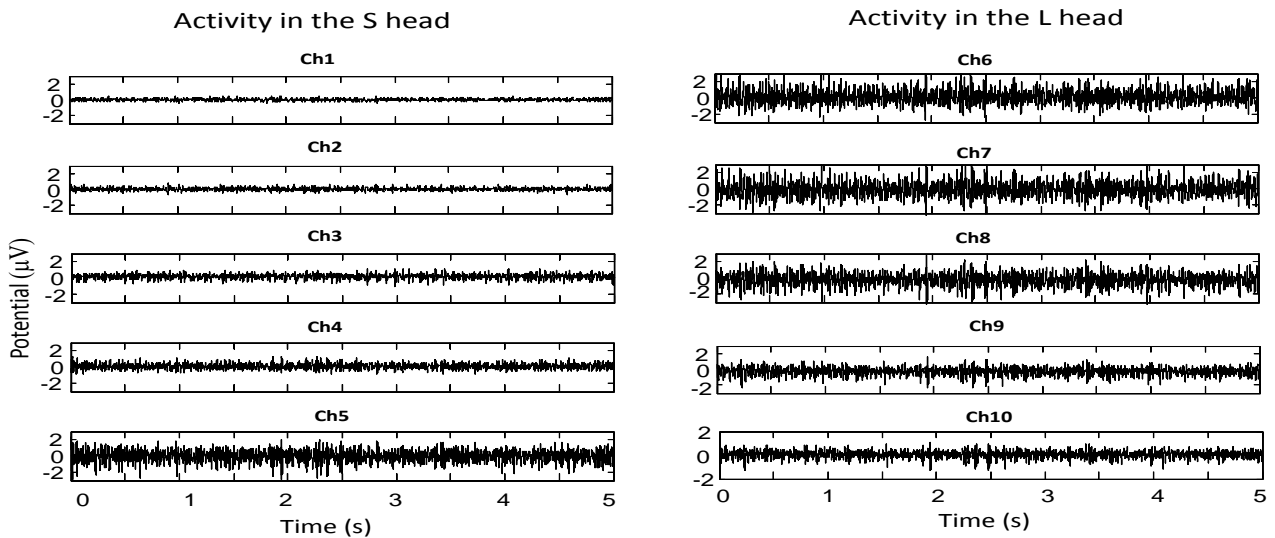 Activity in the S head
Ch1
2
0
-2
Ch2
2
0
-2
Ch3
2
0
-2
Ch4
2
0
-2
Ch5
2
0
-2
0 1 2 3 4 5
Time (s)
Potential (μV)
Activity in the L head
Ch6
2
0
-2
Ch7
2
0
-2
Ch8
2
0
-2
Ch9
2
0
-2
Ch10
2
0
-2
0 1 2 3 4 5
Time (s)